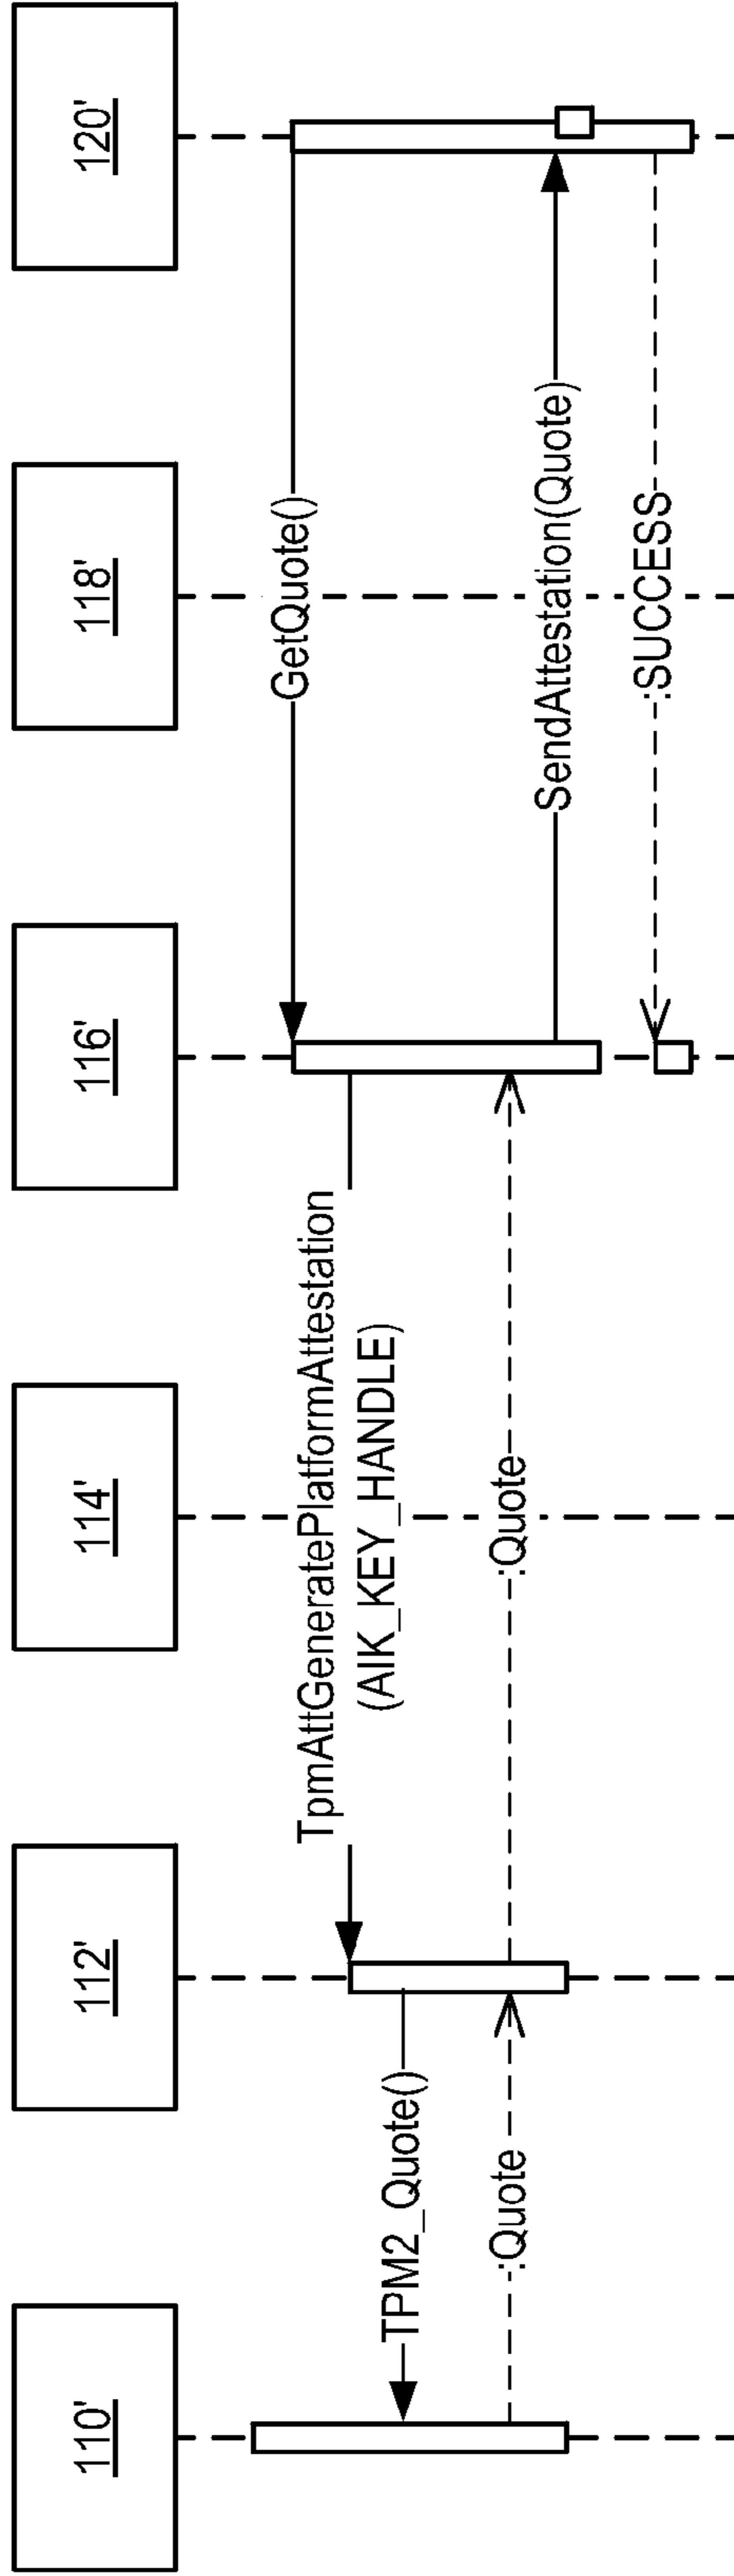 110'
112'
114'
116'
118'
120'
GetQuote()
TpmAttGeneratePlatformAttestation
(AIK_KEY_HANDLE)
TPM2_Quote()
:Quote
:Quote
SendAttestation(Quote)
:SUCCESS